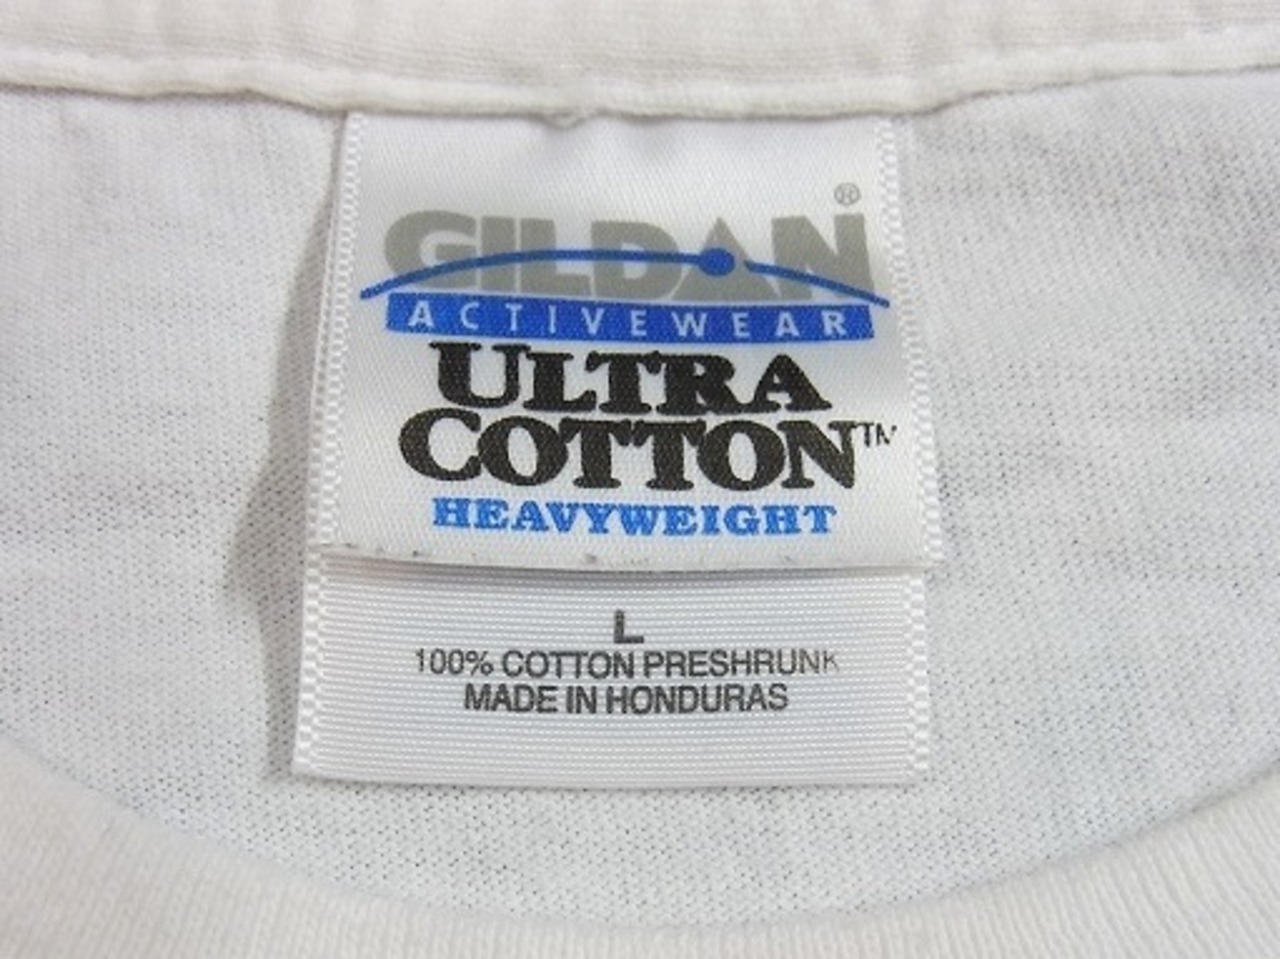 GILDAN®
ACTIVEWEAR
ULTRA
COTTON™
HEAVYWEIGHT
L
100% COTTON PRESHRUNK
MADE IN HONDURAS